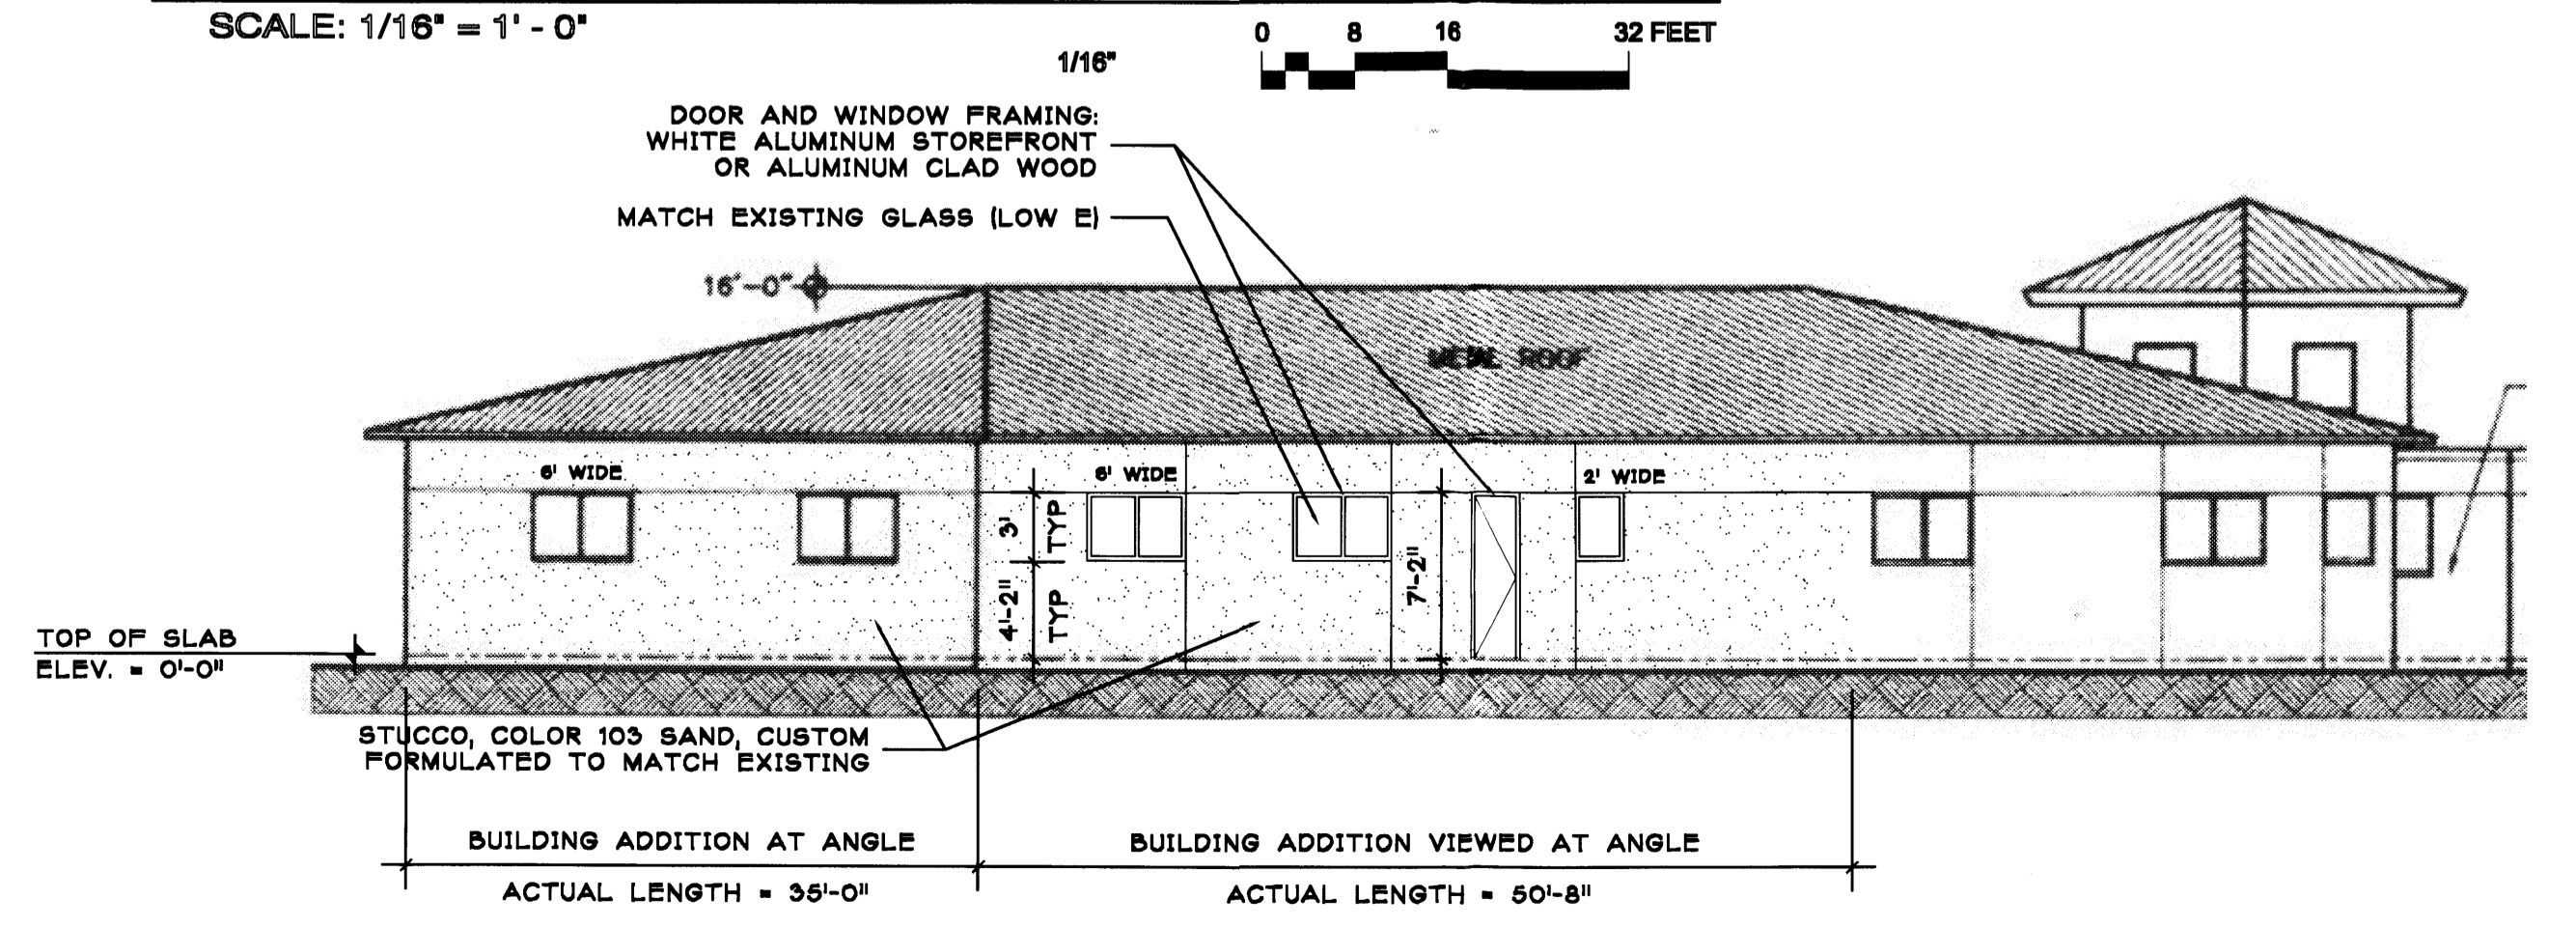 SCALE: 1/16" = 1' - 0"
0 8 16 32 FEET
1/16"
DOOR AND WINDOW FRAMING:
WHITE ALUMINUM STOREFRONT
OR ALUMINUM CLAD WOOD
MATCH EXISTING GLASS (LOW E)
16'-0"
METAL ROOF
6' WIDE
6' WIDE
2' WIDE
3'
TYP
4'-2"
TYP
7'-2"
TOP OF SLAB
ELEV. = 0'-0"
STUCCO, COLOR 103 SAND, CUSTOM
FORMULATED TO MATCH EXISTING
BUILDING ADDITION AT ANGLE
ACTUAL LENGTH = 35'-0"
BUILDING ADDITION VIEWED AT ANGLE
ACTUAL LENGTH = 50'-8"